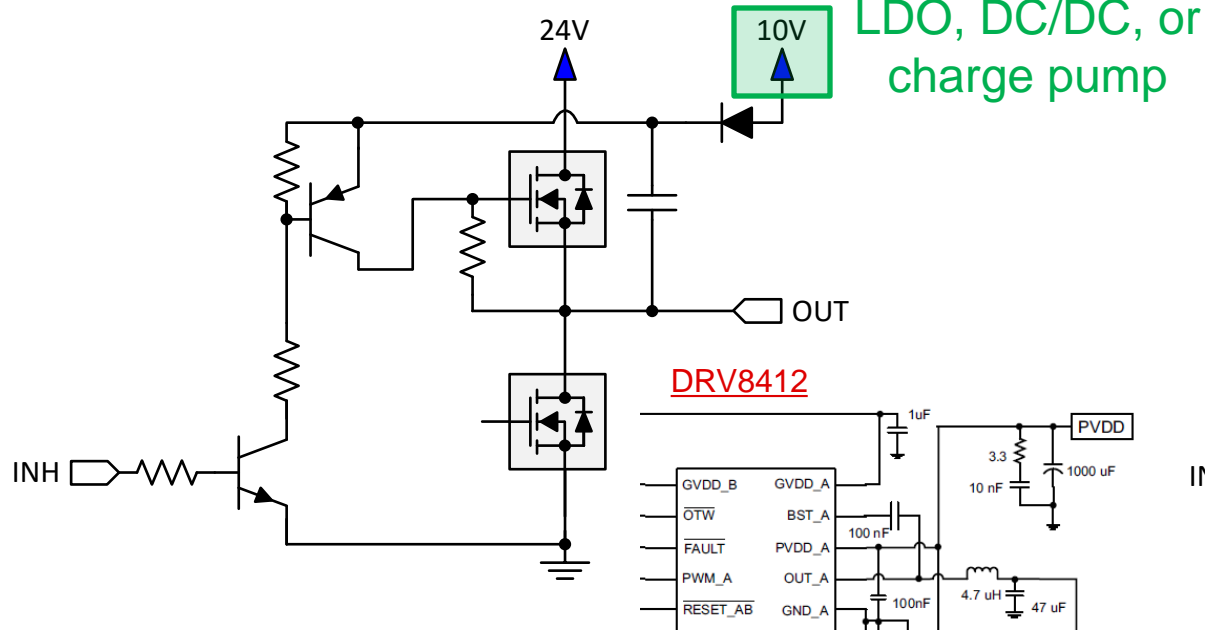 LDO, DC/DC, or
charge pump
24V
10V
OUT
INH
DRV8412
1uF
PVDD
3.3
1000 uF
10 nF
GVDD_B
GVDD_A
OTW
BST_A
100 nF
FAULT
PVDD_A
PWM_A
OUT_A
4.7 uH
47 uF
RESET_AB
GND_A
100nF